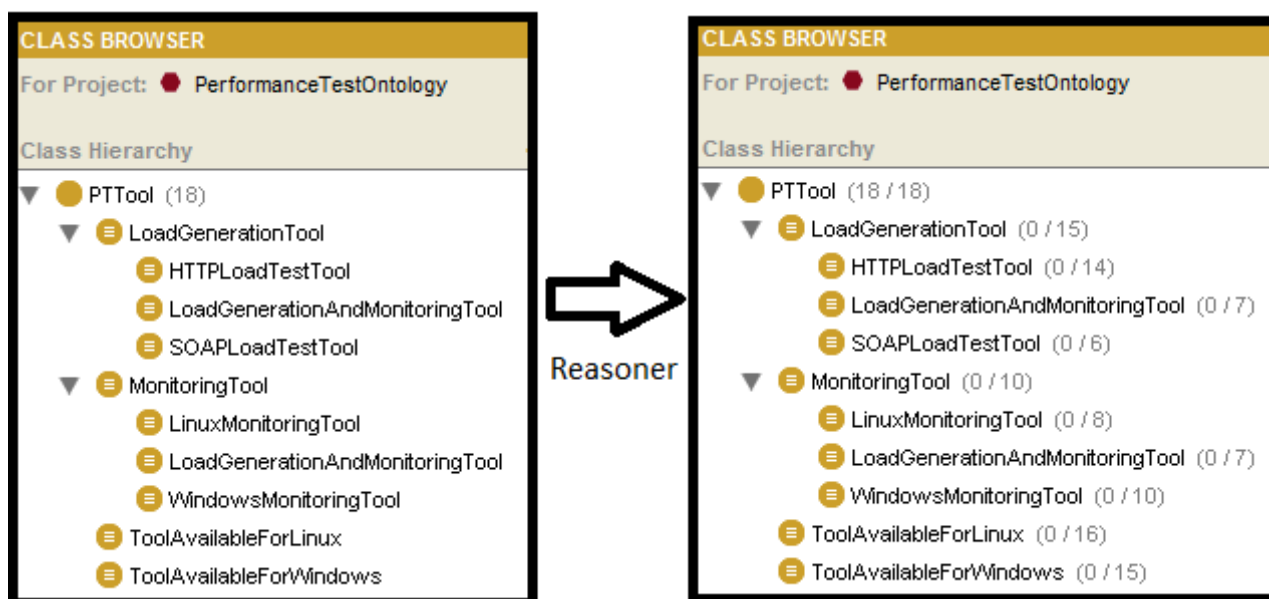 CLASS BROWSER
For Project: PerformanceTestOntology
Class Hierarchy
PTTool (18)
LoadGenerationTool
HTTPLoadTestTool
LoadGenerationAndMonitoringTool
SOAPLoadTestTool
MonitoringTool
LinuxMonitoringTool
LoadGenerationAndMonitoringTool
WindowsMonitoringTool
ToolAvailableForLinux
ToolAvailableForWindows
Reasoner
CLASS BROWSER
For Project: PerformanceTestOntology
Class Hierarchy
PTTool (18 / 18)
LoadGenerationTool (0 / 15)
HTTPLoadTestTool (0 / 14)
LoadGenerationAndMonitoringTool (0 / 7)
SOAPLoadTestTool (0 / 6)
MonitoringTool (0 / 10)
LinuxMonitoringTool (0 / 8)
LoadGenerationAndMonitoringTool (0 / 7)
WindowsMonitoringTool (0 / 10)
ToolAvailableForLinux (0 / 16)
ToolAvailableForWindows (0 / 15)